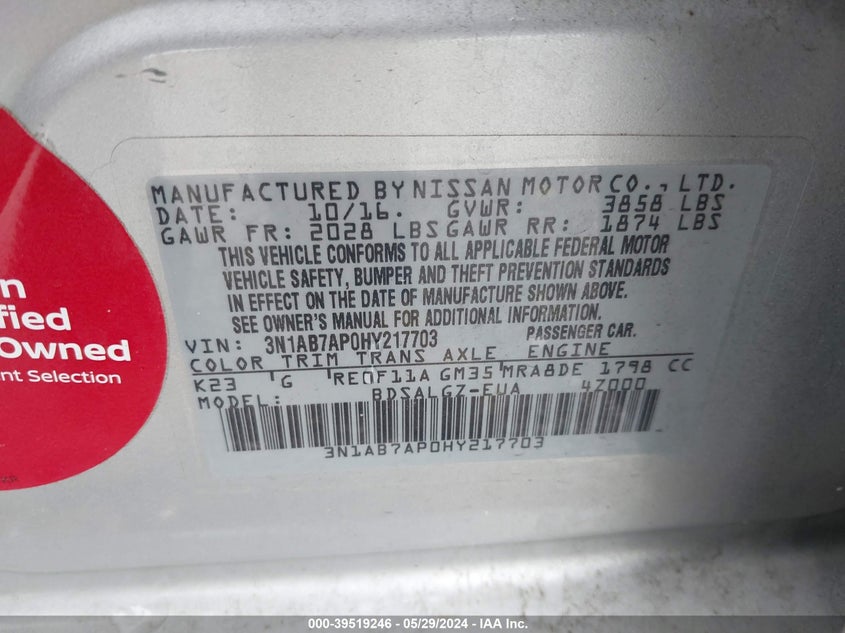 MANUFACTURED BY NISSAN MOTOR CO., LTD.
DATE: 10/16. GVWR: 3858 LBS
GAWR FR: 2028 LBS GAWR RR: 1874 LBS
THIS VEHICLE CONFORMS TO ALL APPLICABLE FEDERAL MOTOR
VEHICLE SAFETY, BUMPER AND THEFT PREVENTION STANDARDS
IN EFFECT ON THE DATE OF MANUFACTURE SHOWN ABOVE.
SEE OWNER'S MANUAL FOR ADDITIONAL INFORMATION.
VIN: 3N1AB7AP0HY217703 PASSENGER CAR.
COLOR TRIM TRANS AXLE ENGINE
K23 G RE0F11A GM35 MRA8DE 1798 CC
MODEL: BDSALGZ-EUA 4Z000
3N1AB7AP0HY217703
n
fied
Owned
nt Selection
000-39519246 - 05/29/2024 - © IAA Inc.